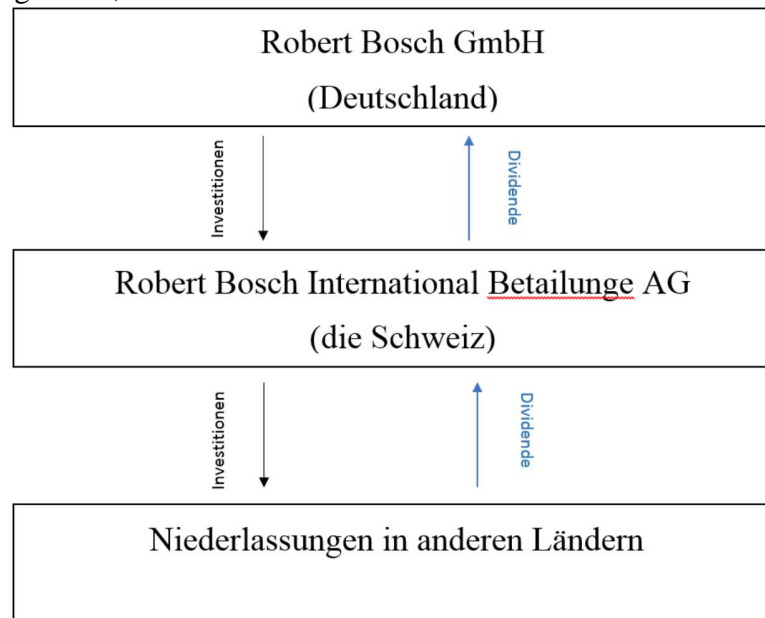 Robert Bosch GmbH
(Deutschland)
Investitionen
Dividende
Robert Bosch International Betailunge AG
(die Schweiz)
Investitionen
Dividende
Niederlassungen in anderen Ländern